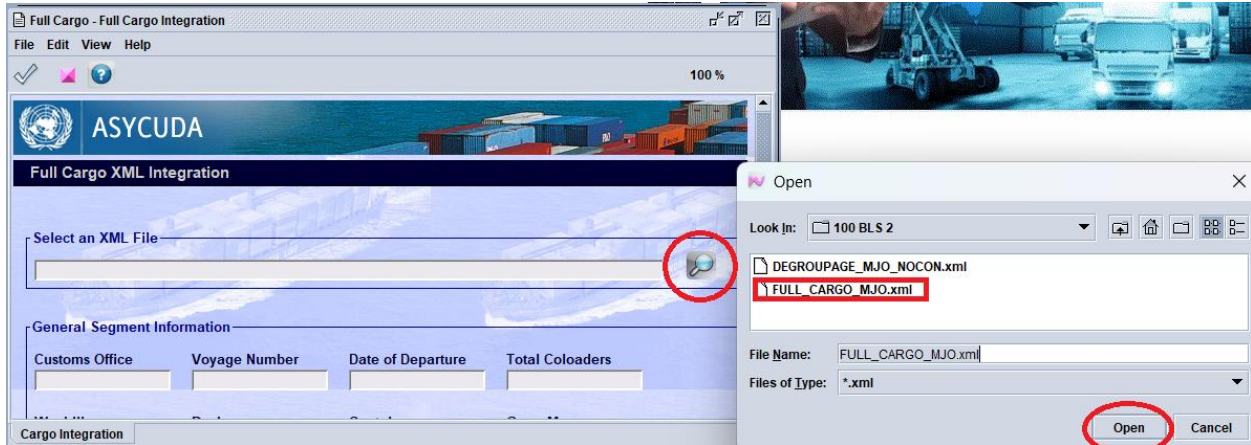 Full Cargo - Full Cargo Integration
File Edit View Help
100 %
ASYCUDA
Full Cargo XML Integration
Select an XML File
General Segment Information
Customs Office Voyage Number Date of Departure Total Coloaders
Cargo Integration
Open
Look In: 100 BLS 2
DEGROUPAGE_MJO_NOCON.xml
FULL_CARGO_MJO.xml
File Name: FULL_CARGO_MJO.xml
Files of Type: *.xml
Open Cancel